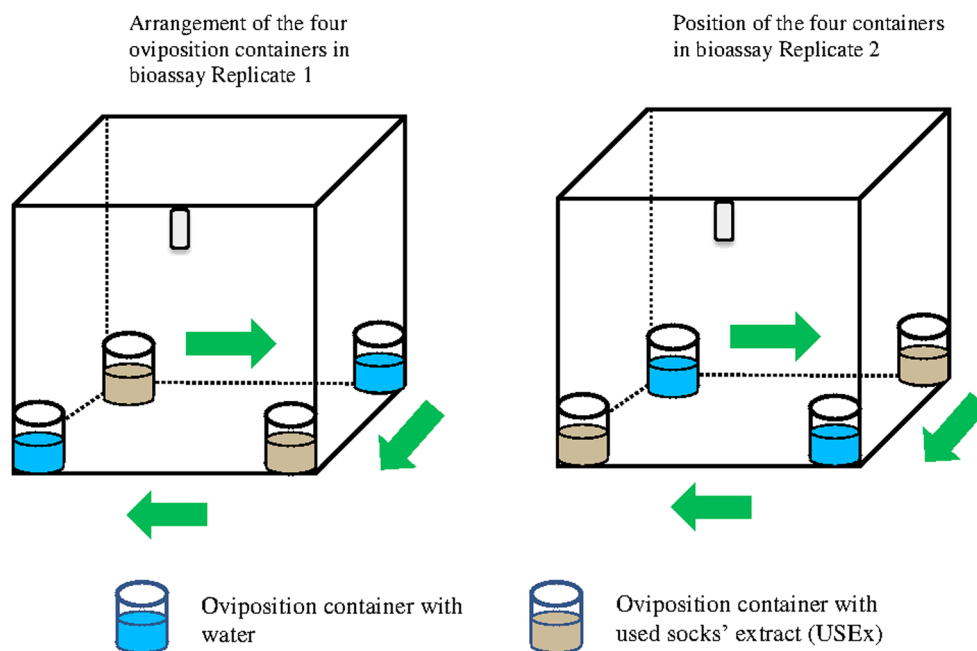 Arrangement of the four
oviposition containers in
bioassay Replicate 1
Position of the four containers
in bioassay Replicate 2
Oviposition container with
water
Oviposition container with
used socks’ extract (USEx)